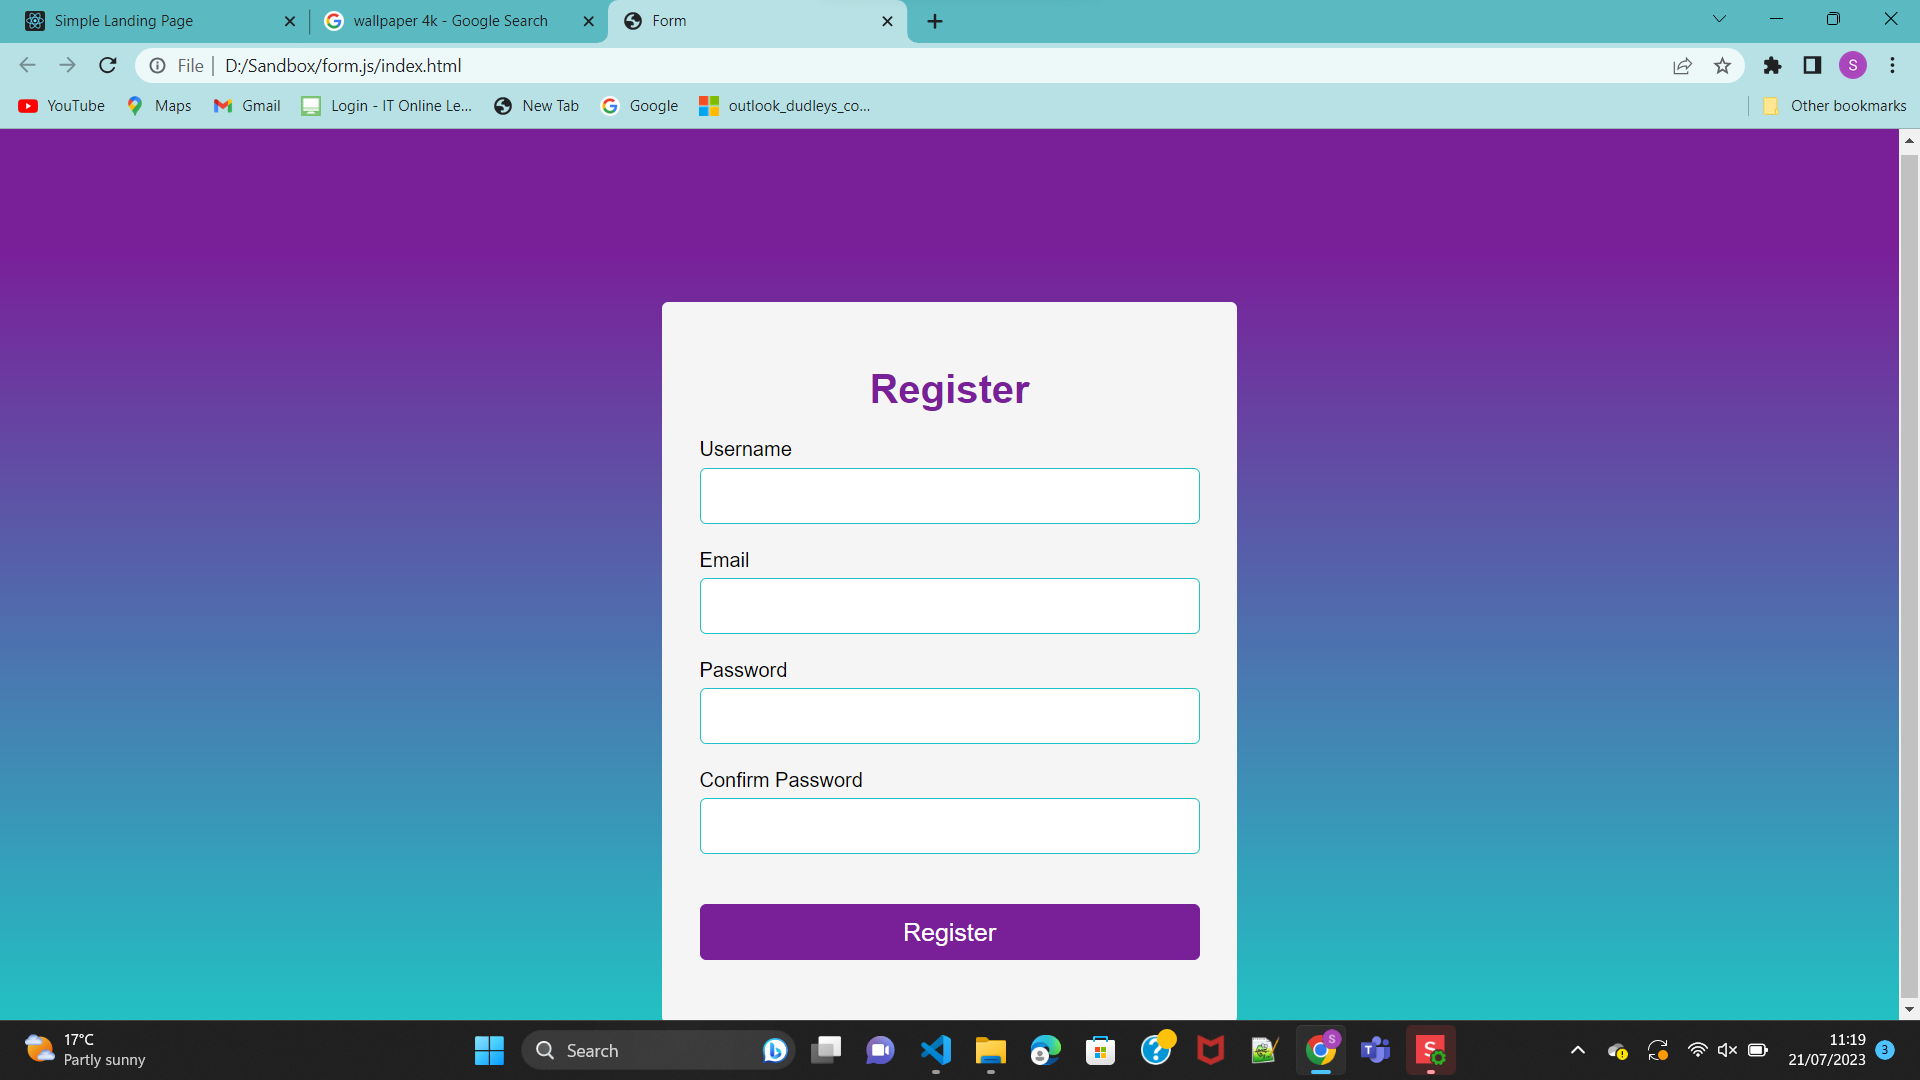 Simple Landing Page
wallpaper 4k - Google Search
Form
File
D:/Sandbox/form.js/index.html
S
YouTube
Maps
Gmail
Login - IT Online Le...
New Tab
Google
outlook_dudleys_co...
Other bookmarks
Register
Username
Email
Password
Confirm Password
Register
17°C
Partly sunny
Search
S
T
S
11:19
21/07/2023
3